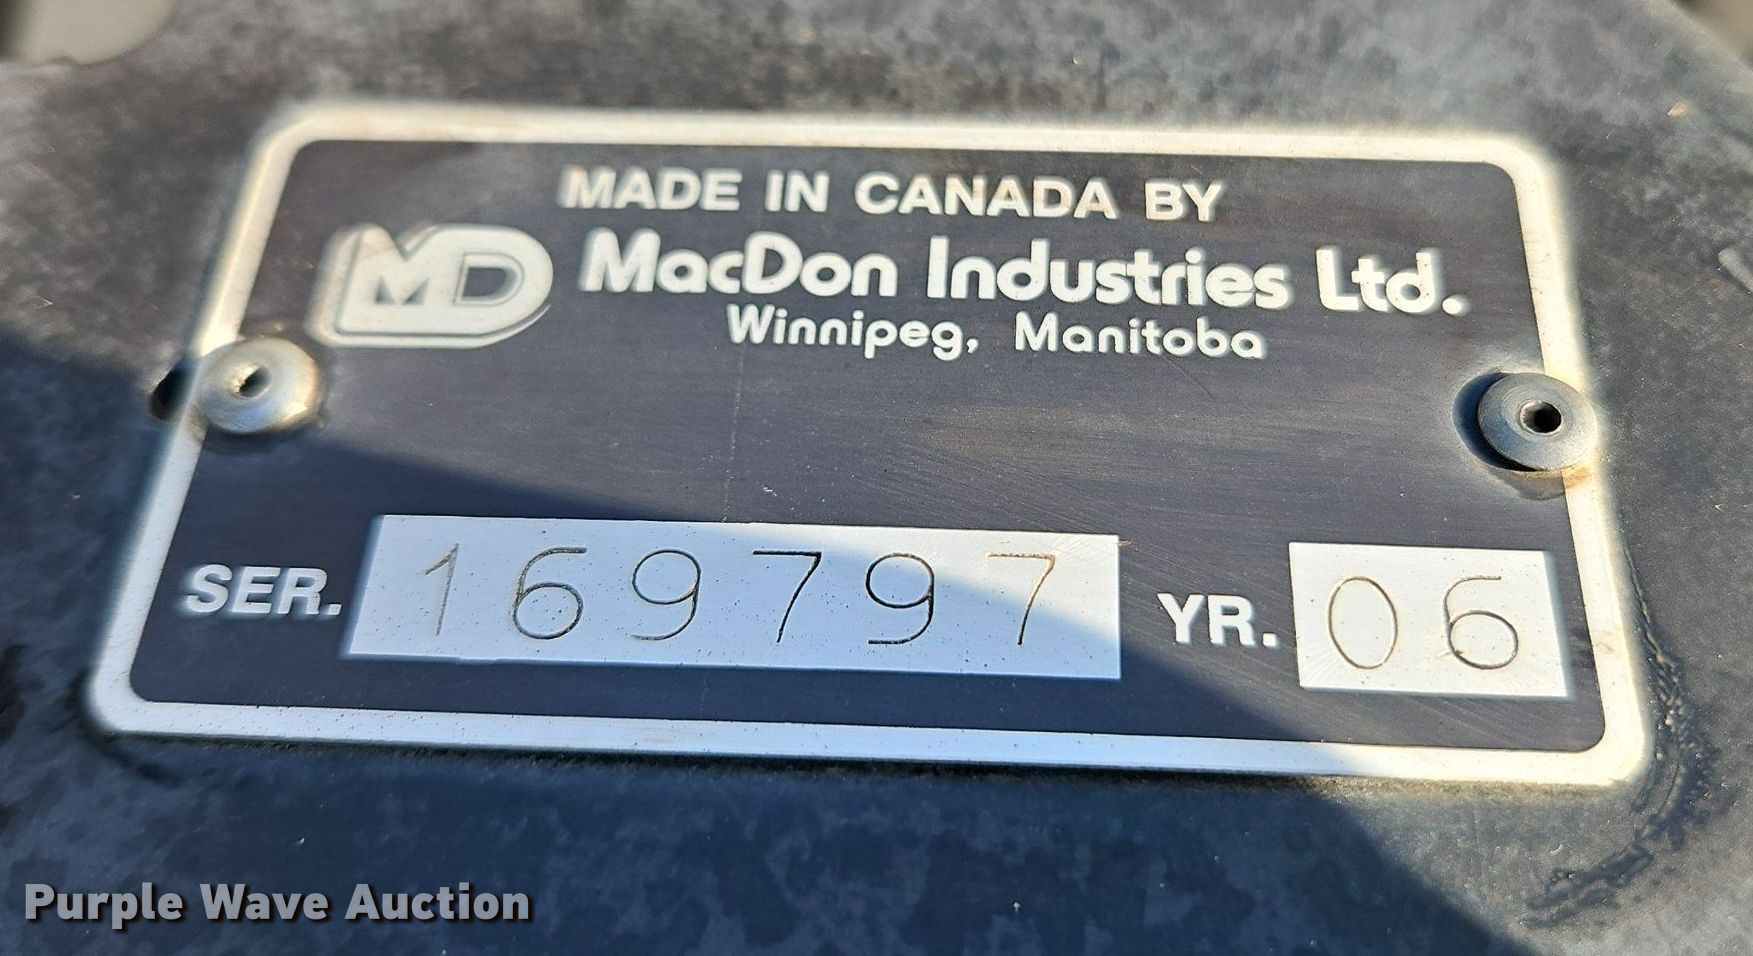 MADE IN CANADA BY
MD MacDon Industries Ltd.
Winnipeg, Manitoba
SER. 169797 YR. 06
Purple Wave Auction